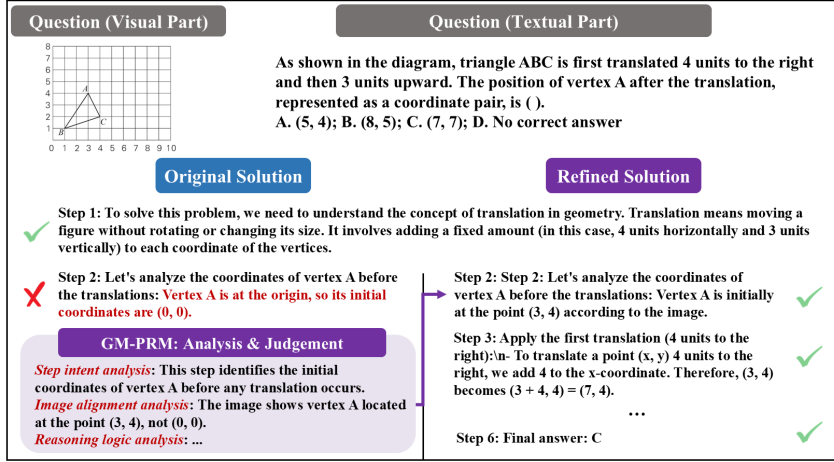 Question (Visual Part)
Question (Textual Part)
8
7
6
5
4
3
2
1
A
B
C
0 1 2 3 4 5 6 7 8 9 10
As shown in the diagram, triangle ABC is first translated 4 units to the right
and then 3 units upward. The position of vertex A after the translation,
represented as a coordinate pair, is ( ).
A. (5, 4); B. (8, 5); C. (7, 7); D. No correct answer
Original Solution
Refined Solution
Step 1: To solve this problem, we need to understand the concept of translation in geometry. Translation means moving a
figure without rotating or changing its size. It involves adding a fixed amount (in this case, 4 units horizontally and 3 units
vertically) to each coordinate of the vertices.
Step 2: Let's analyze the coordinates of vertex A before
the translations: Vertex A is at the origin, so its initial
coordinates are (0, 0).
GM-PRM: Analysis & Judgement
Step intent analysis: This step identifies the initial
coordinates of vertex A before any translation occurs.
Image alignment analysis: The image shows vertex A located
at the point (3, 4), not (0, 0).
Reasoning logic analysis: ...
Step 2: Step 2: Let's analyze the coordinates of
vertex A before the translations: Vertex A is initially
at the point (3, 4) according to the image.
Step 3: Apply the first translation (4 units to the
right):\n- To translate a point (x, y) 4 units to the
right, we add 4 to the x-coordinate. Therefore, (3, 4)
becomes (3 + 4, 4) = (7, 4).
...
Step 6: Final answer: C